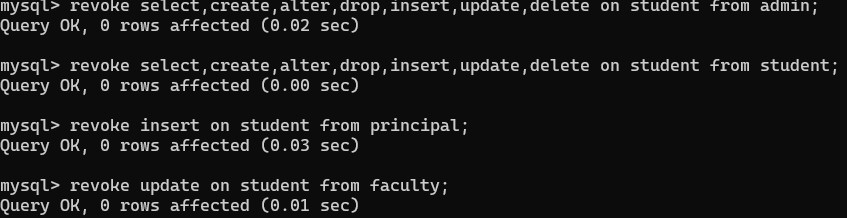 mysql> revoke select,create,alter,drop,insert,update,delete on student from admin;
Query OK, 0 rows affected (0.02 sec)
mysql> revoke select,create,alter,drop,insert,update,delete on student from student;
Query OK, 0 rows affected (0.00 sec)
mysql> revoke insert on student from principal;
Query OK, 0 rows affected (0.03 sec)
mysql> revoke update on student from faculty;
Query OK, 0 rows affected (0.01 sec)